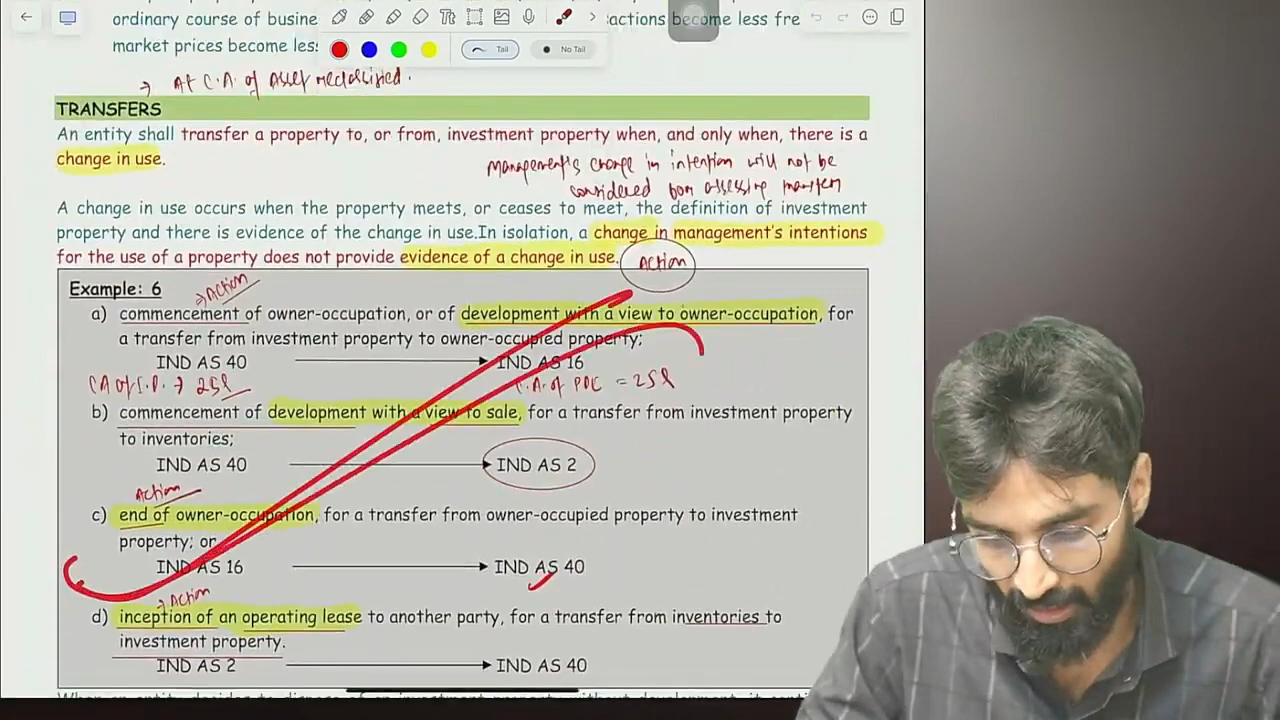 ordinary course of busine actions become less fre
market prices become less
Tail No Tail
→ At C.A. of Asset reclassified.
TRANSFERS
An entity shall transfer a property to, or from, investment property when, and only when, there is a
change in use.
Management's change in intention will not be
considered for assessing transfers
A change in use occurs when the property meets, or ceases to meet, the definition of investment
property and there is evidence of the change in use.In isolation, a change in management's intentions
for the use of a property does not provide evidence of a change in use.
Action
Example: 6
→ Action
a) commencement of owner-occupation, or of development with a view to owner-occupation, for
a transfer from investment property to owner-occupied property;
IND AS 40 IND AS 16
CA of I.P. → 25l C.A. of PPE = 25l
b) commencement of development with a view to sale, for a transfer from investment property
to inventories;
IND AS 40 IND AS 2
Action
c) end of owner-occupation, for a transfer from owner-occupied property to investment
property; or
IND AS 16 IND AS 40
→ Action
d) inception of an operating lease to another party, for a transfer from inventories to
investment property.
IND AS 2 IND AS 40